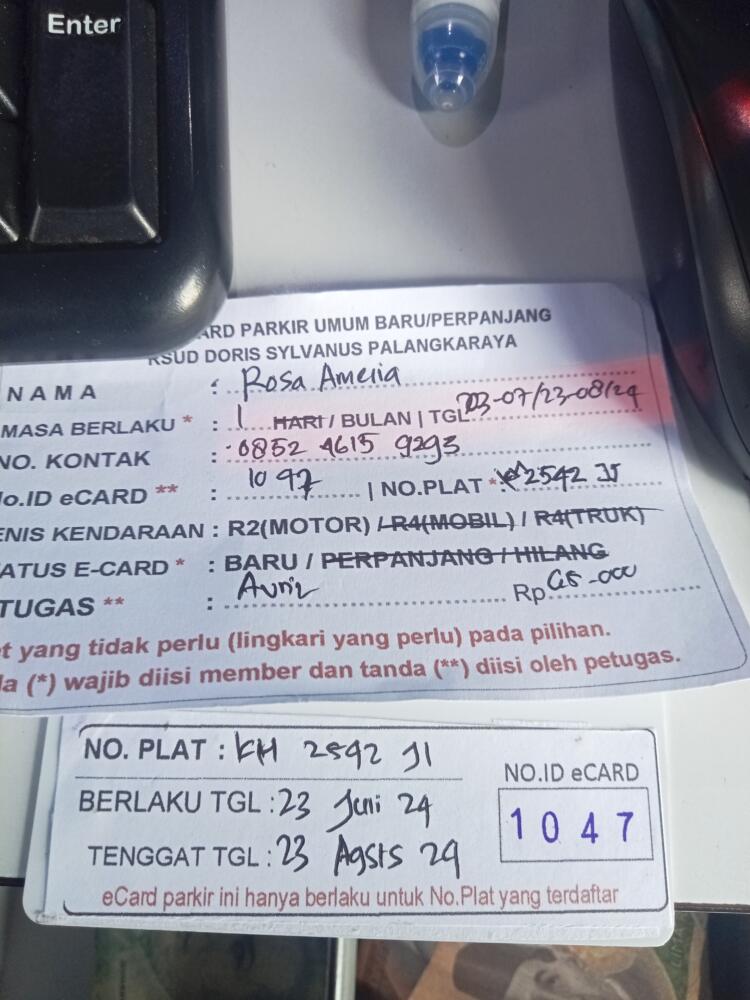 Enter
ARD PARKIR UMUM BARU/PERPANJANG
RSUD DORIS SYLVANUS PALANGKARAYA
NAMA : Rosa Amelia
MASA BERLAKU * : 1 HARI / BULAN | TGL 23-07/23-08/24
NO. KONTAK : 0852 4615 9293
No.ID eCARD ** : 1047 | NO.PLAT * 2542 JI
ENIS KENDARAAN : R2(MOTOR) / R4(MOBIL) / R4(TRUK)
ATUS E-CARD * : BARU / PERPANJANG / HILANG
TUGAS ** : Rp
t yang tidak perlu (lingkari yang perlu) pada pilihan.
la (*) wajib diisi member dan tanda (**) diisi oleh petugas.
NO. PLAT : KH 2542 JI
NO.ID eCARD
BERLAKU TGL : 23 Juni 24
1047
TENGGAT TGL : 23 Agsts 24
eCard parkir ini hanya berlaku untuk No.Plat yang terdaftar